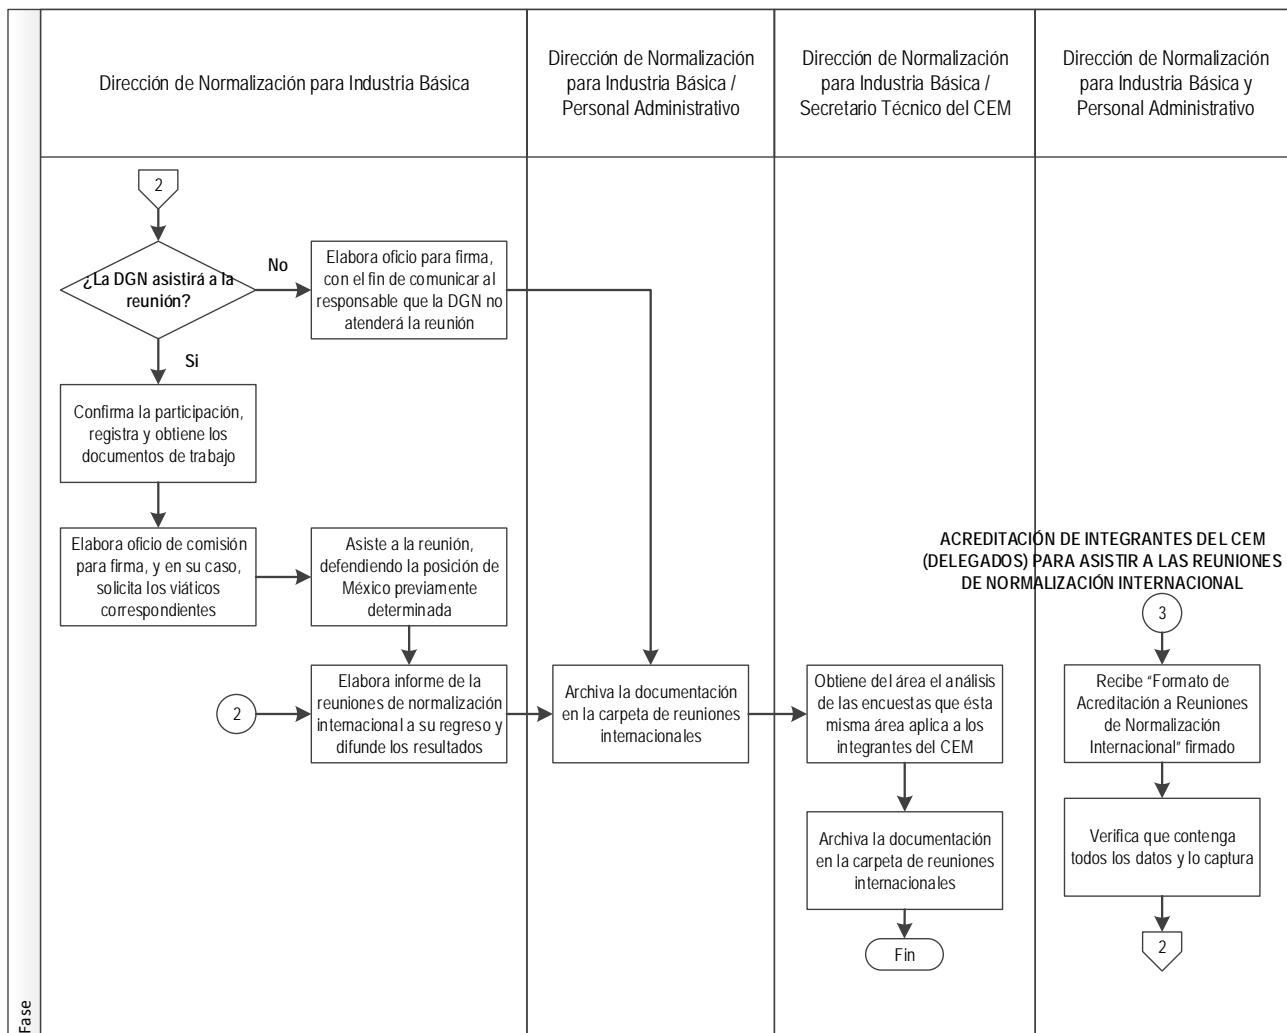 Dirección de Normalización para Industria Básica
Dirección de Normalización
para Industria Básica /
Personal Administrativo
Dirección de Normalización
para Industria Básica /
Secretario Técnico del CEM
Dirección de Normalización
para Industria Básica y
Personal Administrativo
2
¿La DGN asistirá a la
reunión?
No
Elabora oficio para firma,
con el fin de comunicar al
responsable que la DGN no
atenderá la reunión
Si
Confirma la participación,
registra y obtiene los
documentos de trabajo
Elabora oficio de comisión
para firma, y en su caso,
solicita los viáticos
correspondientes
Asiste a la reunión,
defendiendo la posición de
México previamente
determinada
ACREDITACIÓN DE INTEGRANTES DEL CEM
(DELEGADOS) PARA ASISTIR A LAS REUNIONES
DE NORMALIZACIÓN INTERNACIONAL
3
2
Elabora informe de la
reuniones de normalización
internacional a su regreso y
difunde los resultados
Archiva la documentación
en la carpeta de reuniones
internacionales
Obtiene del área el análisis
de las encuestas que ésta
misma área aplica a los
integrantes del CEM
Recibe “Formato de
Acreditación a Reuniones
de Normalización
Internacional” firmado
Archiva la documentación
en la carpeta de reuniones
internacionales
Verifica que contenga
todos los datos y lo captura
Fin
2
Fase